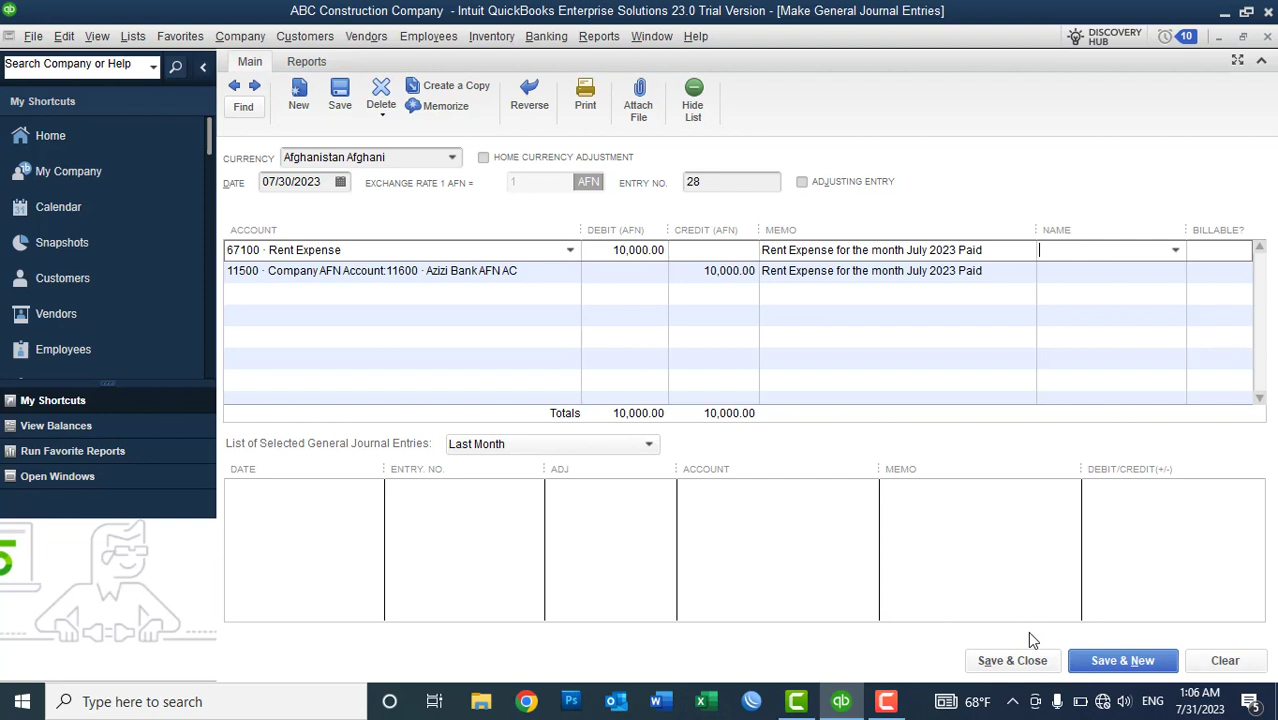 ABC Construction Company - Intuit QuickBooks Enterprise Solutions 23.0 Trial Version - [Make General Journal Entries]
File Edit View Lists Favorites Company Customers Vendors Employees Inventory Banking Reports Window Help
DISCOVERY
HUB
10
Search Company or Help
My Shortcuts
Home
My Company
Calendar
Snapshots
Customers
Vendors
Employees
My Shortcuts
View Balances
Run Favorite Reports
Open Windows
Main Reports
Find
New
Save
Delete
Create a Copy
Memorize
Reverse
Print
Attach
File
Hide
List
CURRENCY Afghanistan Afghani HOME CURRENCY ADJUSTMENT
DATE 07/30/2023 EXCHANGE RATE 1 AFN = 1 AFN ENTRY NO. 28 ADJUSTING ENTRY
ACCOUNT DEBIT (AFN) CREDIT (AFN) MEMO NAME BILLABLE?
67100 · Rent Expense 10,000.00 Rent Expense for the month July 2023 Paid
11500 · Company AFN Account:11600 · Azizi Bank AFN AC 10,000.00 Rent Expense for the month July 2023 Paid
Totals 10,000.00 10,000.00
List of Selected General Journal Entries: Last Month
DATE ENTRY. NO. ADJ ACCOUNT MEMO DEBIT/CREDIT(+/-)
Save & Close Save & New Clear
Type here to search
68°F
ENG
1:06 AM
7/31/2023
5